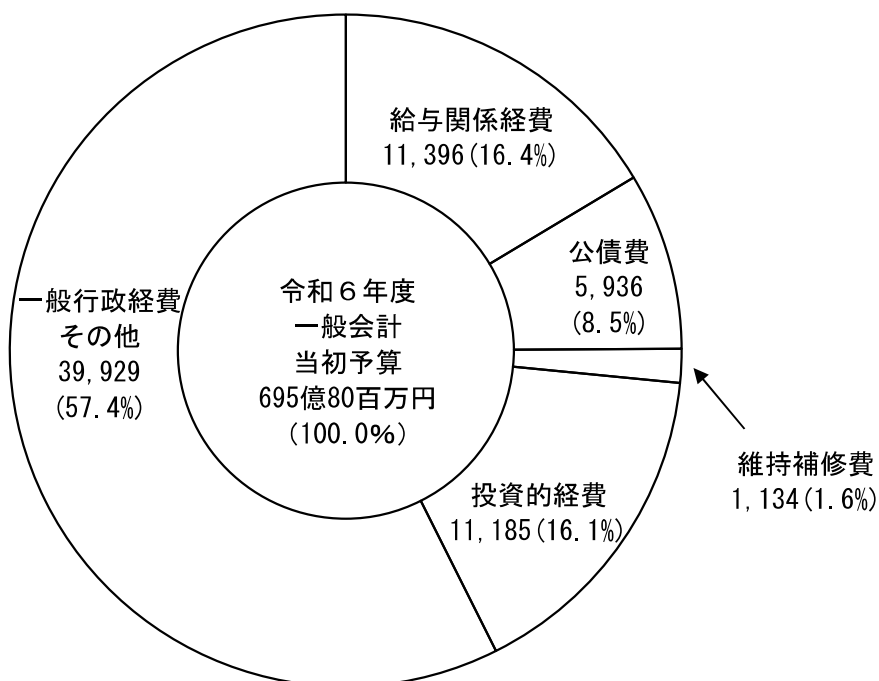 給与関係経費
11,396(16.4%)
公債費
5,936
(8.5%)
一般行政経費
その他
39,929
(57.4%)
令和６年度
一般会計
当初予算
695億80百万円
(100.0％)
維持補修費
1,134(1.6%)
投資的経費
11,185(16.1%)